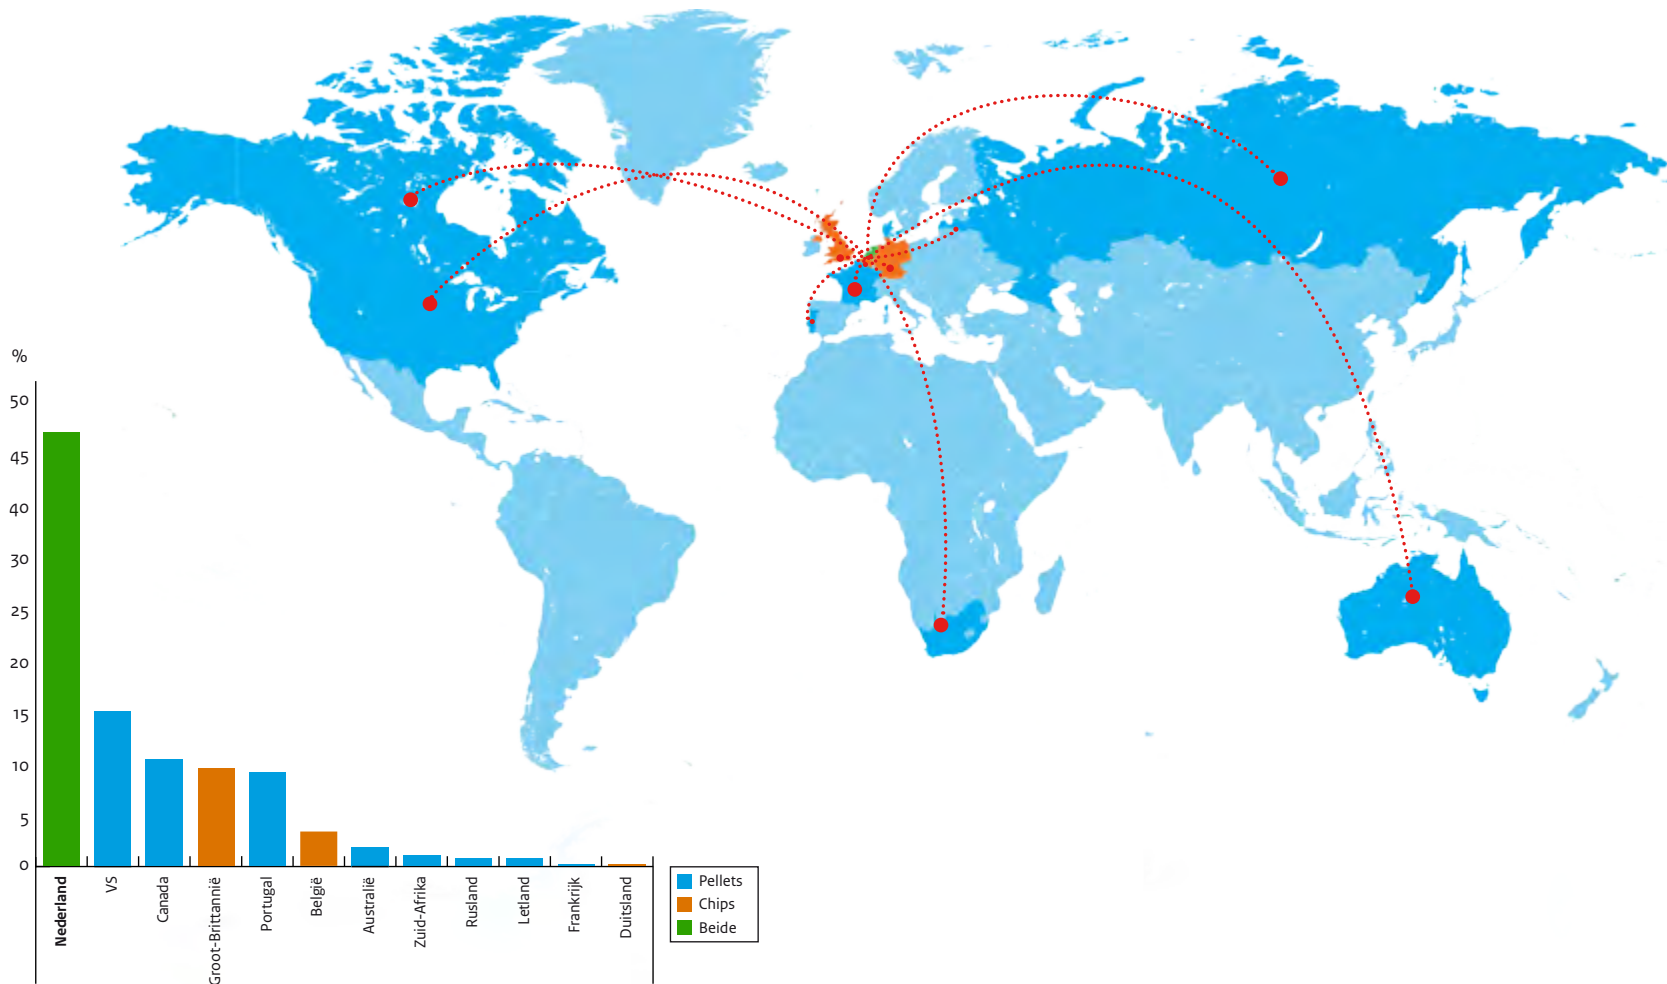 %
50
45
40
30
25
20
15
10
5
0
Nederland
VS
Canada
Groot-Brittannië
Portugal
België
Australië
Zuid-Afrika
Rusland
Letland
Frankrijk
Duitsland
Pellets
Chips
Beide